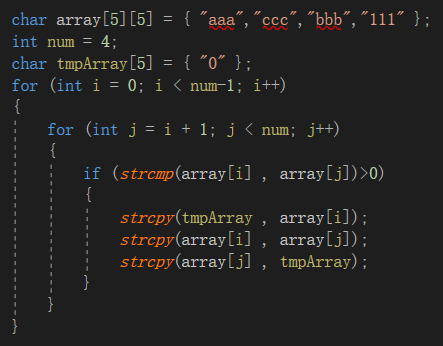 char array[5][5] = { "aaa","ccc","bbb","111" };
int num = 4;
char tmpArray[5] = { "0" };
for (int i = 0; i < num-1; i++)
{
for (int j = i + 1; j < num; j++)
{
if (strcmp(array[i] , array[j])>0)
{
strcpy(tmpArray , array[i]);
strcpy(array[i] , array[j]);
strcpy(array[j] , tmpArray);
}
}
}